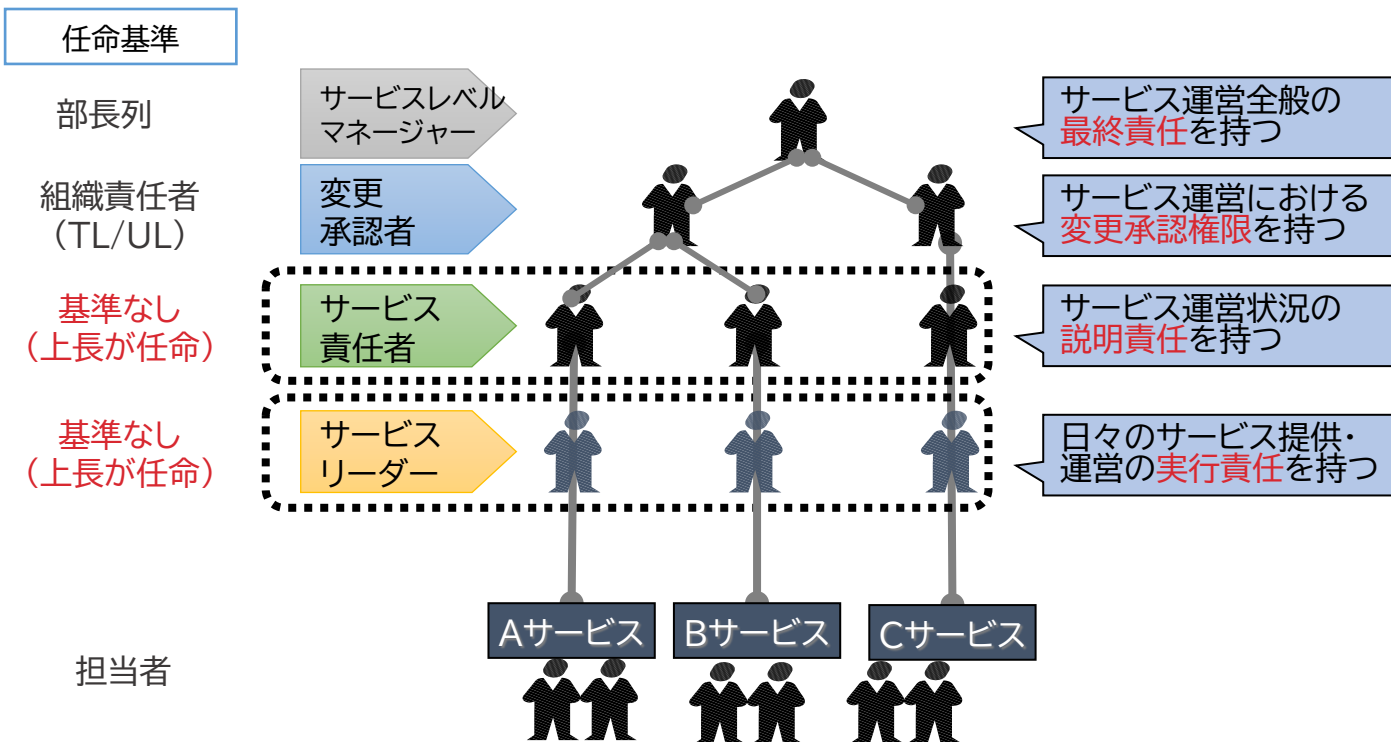 任命基準
部長列
サービスレベル
マネージャー
サービス運営全般の
最終責任を持つ
組織責任者
（TL/UL）
変更
承認者
サービス運営における
変更承認権限を持つ
基準なし
（上長が任命）
サービス
責任者
サービス運営状況の
説明責任を持つ
基準なし
（上長が任命）
サービス
リーダー
日々のサービス提供・
運営の実行責任を持つ
Aサービス
Bサービス
Cサービス
担当者